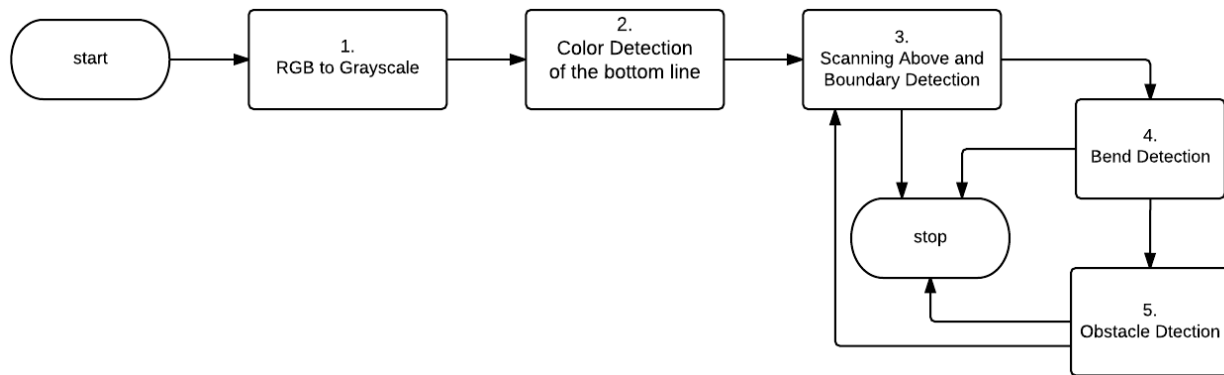 start
1.
RGB to Grayscale
2.
Color Detection
of the bottom line
3.
Scanning Above and
Boundary Detection
4.
Bend Detection
stop
5.
Obstacle Dtection